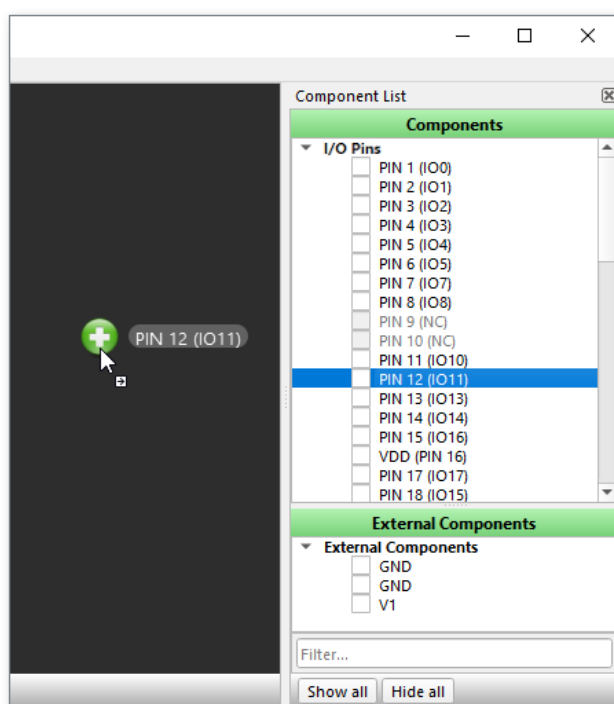 Component List
Components
I/O Pins
PIN 1 (IO0)
PIN 2 (IO1)
PIN 3 (IO2)
PIN 4 (IO3)
PIN 5 (IO4)
PIN 6 (IO5)
PIN 7 (IO7)
PIN 8 (IO8)
PIN 9 (NC)
PIN 10 (NC)
PIN 11 (IO10)
PIN 12 (IO11)
PIN 13 (IO13)
PIN 14 (IO14)
PIN 15 (IO16)
VDD (PIN 16)
PIN 17 (IO17)
PIN 18 (IO15)
PIN 12 (IO11)
External Components
External Components
GND
GND
V1
Filter...
Show all Hide all